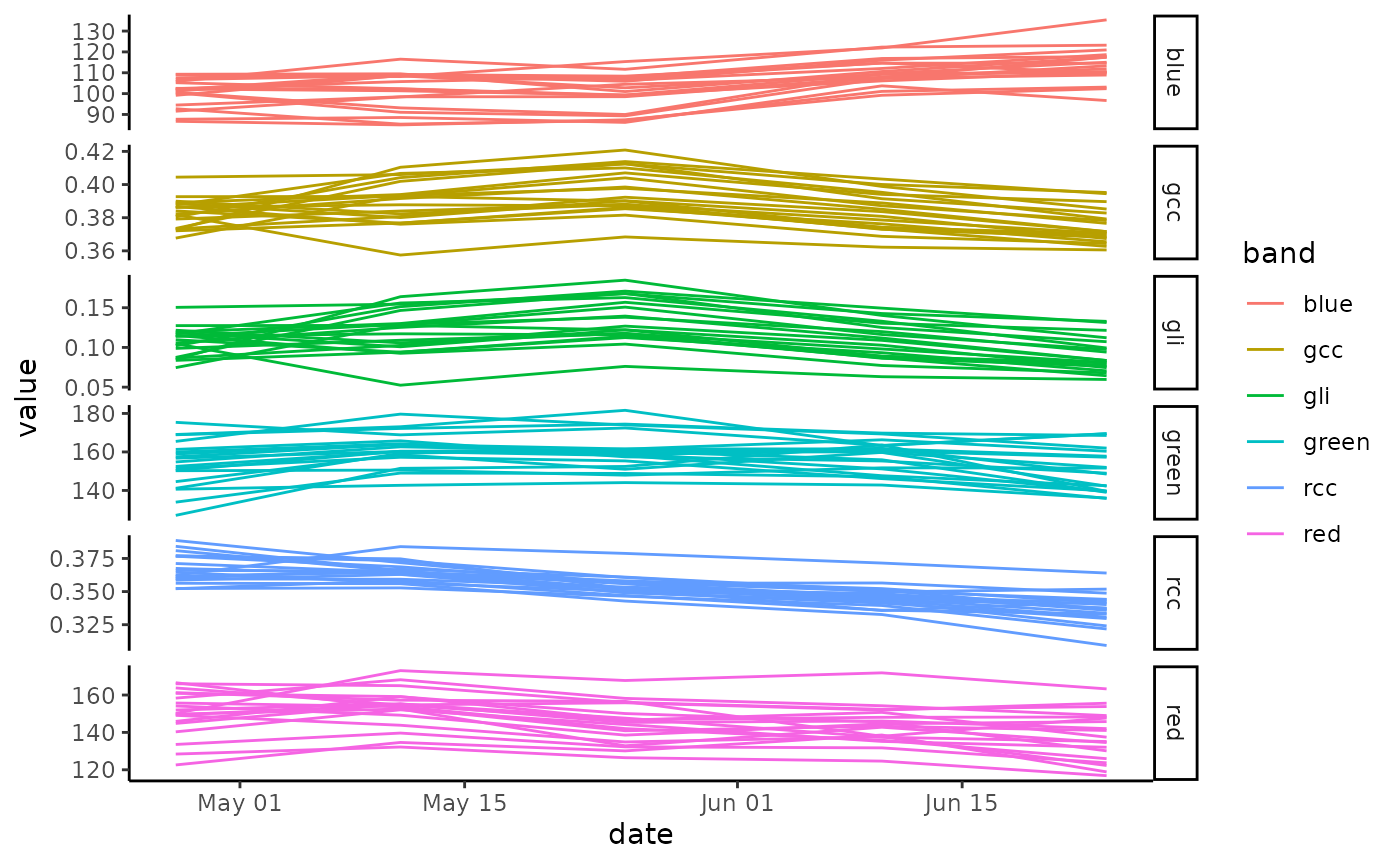 130
120
110
100
90
blue
0.42
0.40
0.38
0.36
gcc
0.15
0.10
0.05
gli
180
160
140
green
0.375
0.350
0.325
rcc
160
140
120
red
value
May 01
May 15
Jun 01
Jun 15
date
band
blue
gcc
gli
green
rcc
red